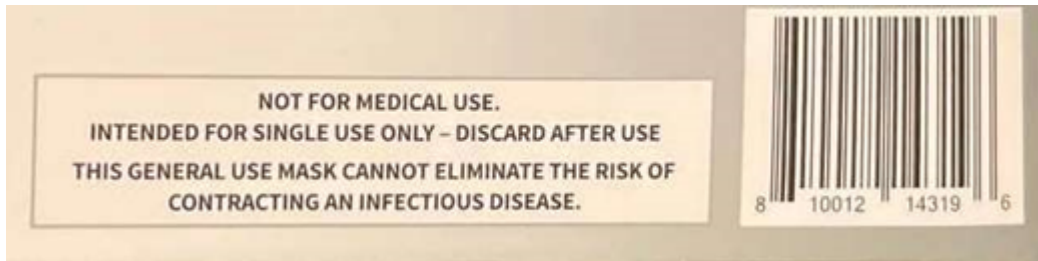 NOT FOR MEDICAL USE.
INTENDED FOR SINGLE USE ONLY – DISCARD AFTER USE
THIS GENERAL USE MASK CANNOT ELIMINATE THE RISK OF
CONTRACTING AN INFECTIOUS DISEASE.
8 10012 14319 6